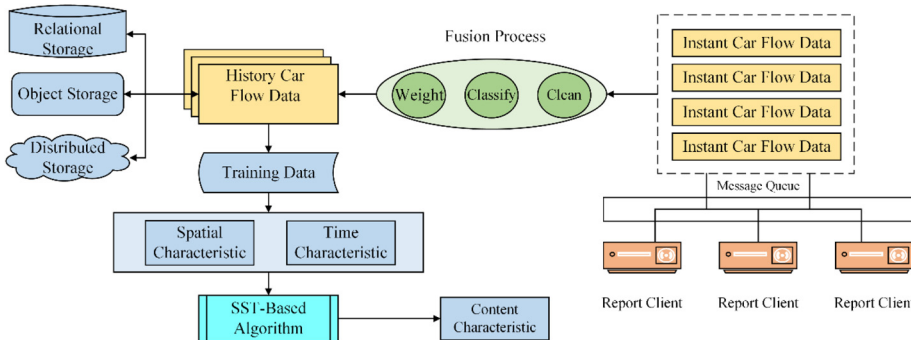 Relational
Storage
Object Storage
Distributed
Storage
History Car
Flow Data
Training Data
Spatial
Characteristic
Time
Characteristic
SST-Based
Algorithm
Content
Characteristic
Fusion Process
Weight
Classify
Clean
Instant Car Flow Data
Instant Car Flow Data
Instant Car Flow Data
Instant Car Flow Data
Message Queue
Report Client
Report Client
Report Client